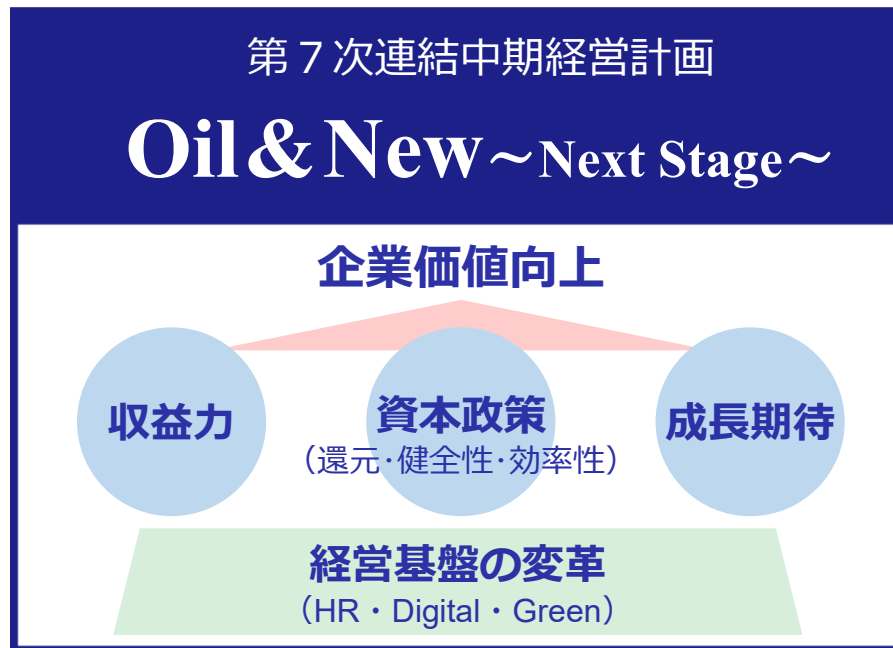 第７次連結中期経営計画
Oil＆New～Next Stage～
企業価値向上
収益力
資本政策
（還元･健全性･効率性）
成長期待
経営基盤の変革
（HR・Digital・Green）